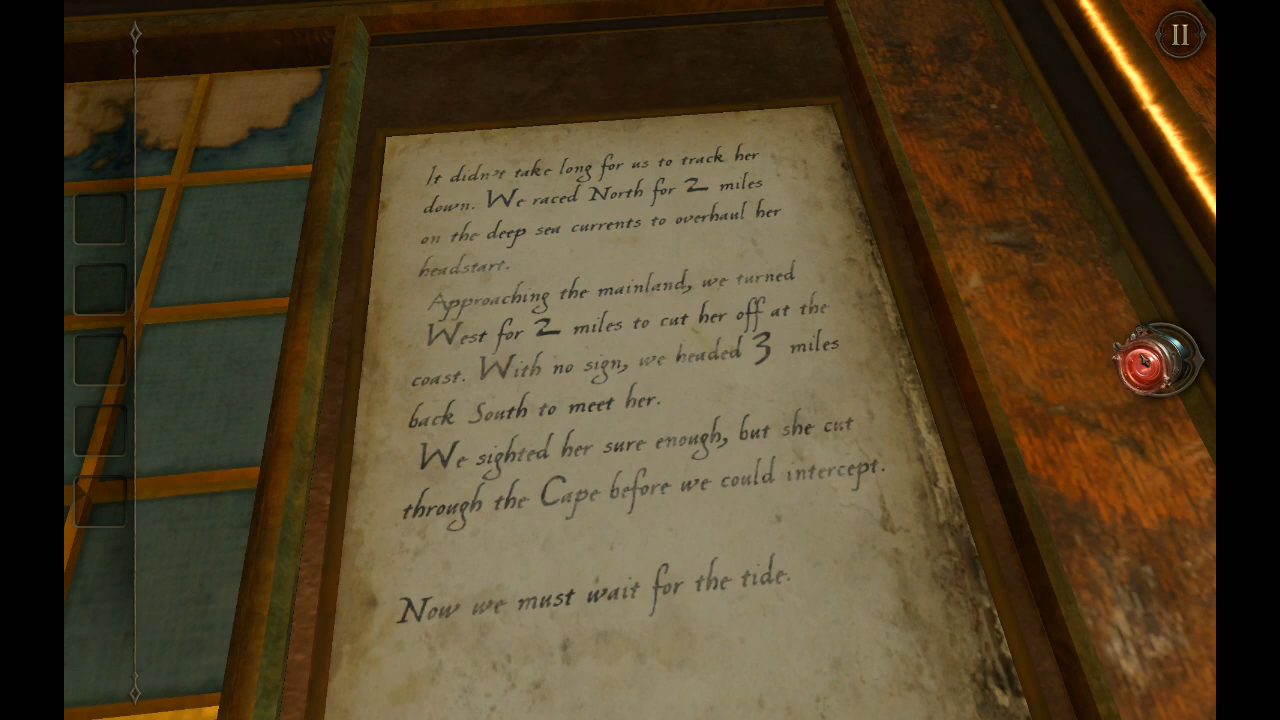 It didn't take long for us to track her
down. We raced North for 2 miles
on the deep sea currents to overhaul her
headstart.
Approaching the mainland, we turned
West for 2 miles to cut her off at the
coast. With no sign, we headed 3 miles
back South to meet her.
We sighted her sure enough, but she cut
through the Cape before we could intercept.
Now we must wait for the tide.